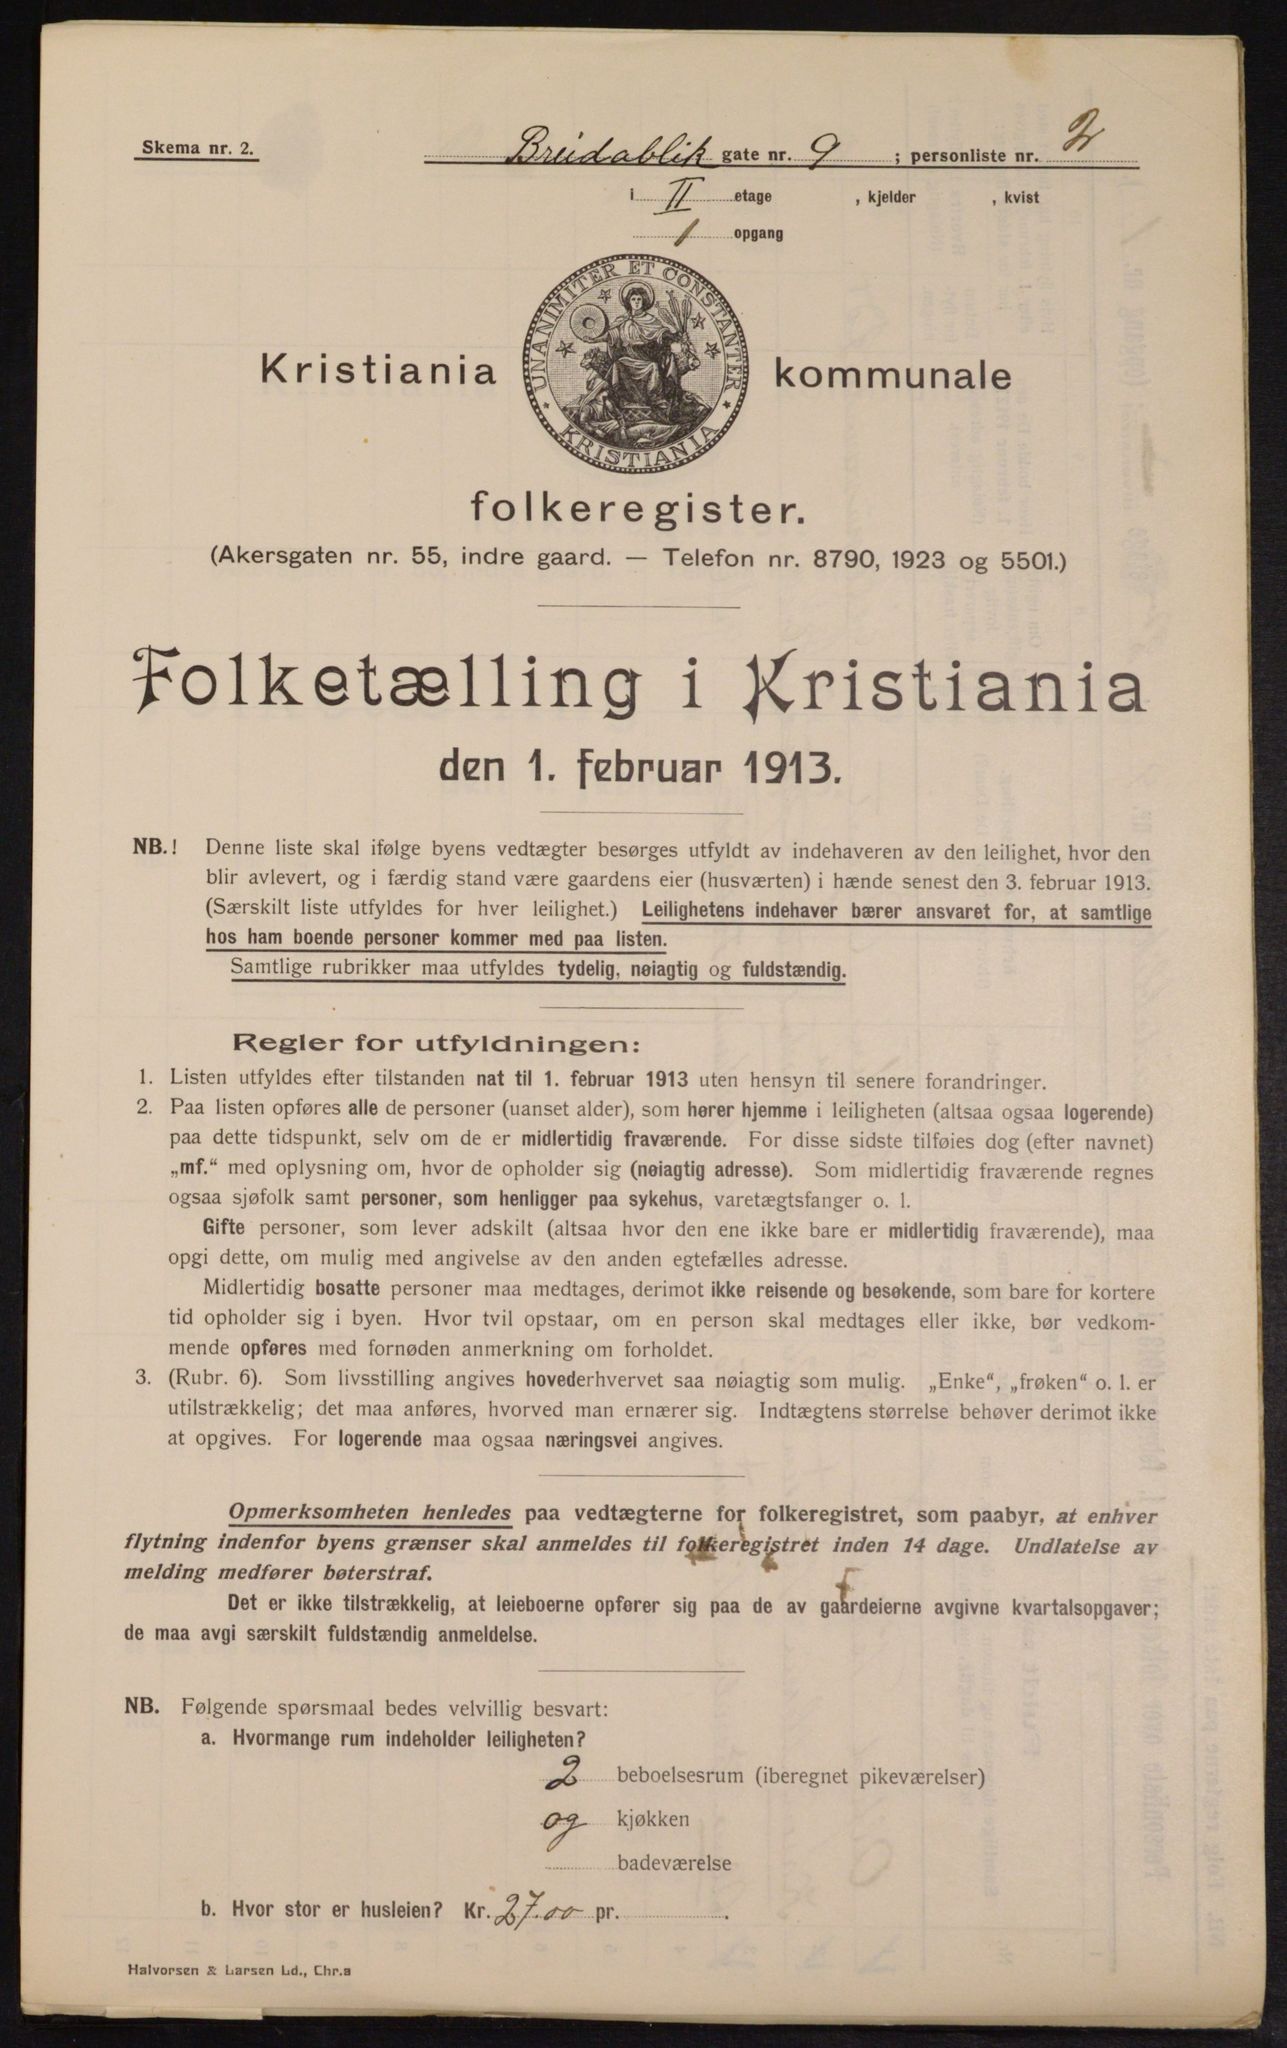 Skema nr. 2.
Breidablik gate nr. 9 ; personliste nr. 2
i II etage , kjelder , kvist
1 opgang
UNANIMITER ET CONSTANTER
KRISTIANIA
Kristiania kommunale
folkeregister.
(Akersgaten nr. 55, indre gaard. — Telefon nr. 8790, 1923 og 5501.)
Folketælling i Kristiania
den 1. februar 1913.
NB.! Denne liste skal ifølge byens vedtægter besørges utfyldt av indehaveren av den leilighet, hvor den
blir avlevert, og i færdig stand være gaardens eier (husværten) i hænde senest den 3. februar 1913.
(Særskilt liste utfyldes for hver leilighet.) Leilighetens indehaver bærer ansvaret for, at samtlige
hos ham boende personer kommer med paa listen.
Samtlige rubrikker maa utfyldes tydelig, nøiagtig og fuldstændig.
Regler for utfyldningen:
1. Listen utfyldes efter tilstanden nat til 1. februar 1913 uten hensyn til senere forandringer.
2. Paa listen opføres alle de personer (uanset alder), som hører hjemme i leiligheten (altsaa ogsaa logerende)
paa dette tidspunkt, selv om de er midlertidig fraværende. For disse sidste tilføies dog (efter navnet)
„mf.“ med oplysning om, hvor de opholder sig (nøiagtig adresse). Som midlertidig fraværende regnes
ogsaa sjøfolk samt personer, som henligger paa sykehus, varetægtsfanger o. l.
Gifte personer, som lever adskilt (altsaa hvor den ene ikke bare er midlertidig fraværende), maa
opgi dette, om mulig med angivelse av den anden egtefælles adresse.
Midlertidig bosatte personer maa medtages, derimot ikke reisende og besøkende, som bare for kortere
tid opholder sig i byen. Hvor tvil opstaar, om en person skal medtages eller ikke, bør vedkom-
mende opføres med fornøden anmerkning om forholdet.
3. (Rubr. 6). Som livsstilling angives hovederhvervet saa nøiagtig som mulig. „Enke“, „frøken“ o. l. er
utilstrækkelig; det maa anføres, hvorved man ernærer sig. Indtægtens størrelse behøver derimot ikke
at opgives. For logerende maa ogsaa næringsvei angives.
Opmerksomheten henledes paa vedtægterne for folkeregistret, som paabyr, at enhver
flytning indenfor byens grænser skal anmeldes til folkeregistret inden 14 dage. Undlatelse av
melding medfører bøterstraf.
Det er ikke tilstrækkelig, at leieboerne opfører sig paa de av gaardeierne avgivne kvartalsopgaver;
de maa avgi særskilt fuldstændig anmeldelse.
NB. Følgende spørsmaal bedes velvillig besvart:
a. Hvormange rum indeholder leiligheten?
2 beboelsesrum (iberegnet pikeværelser)
og kjøkken
badeværelse
b. Hvor stor er husleien? Kr. 27.00 pr. .
Halvorsen & Larsen Ld., Chr.a